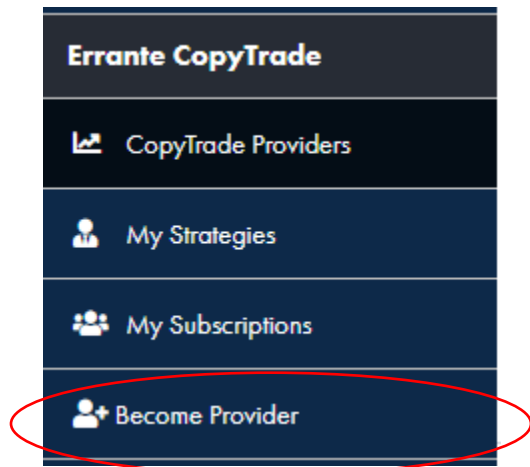 Errante CopyTrade
CopyTrade Providers
My Strategies
My Subscriptions
Become Provider